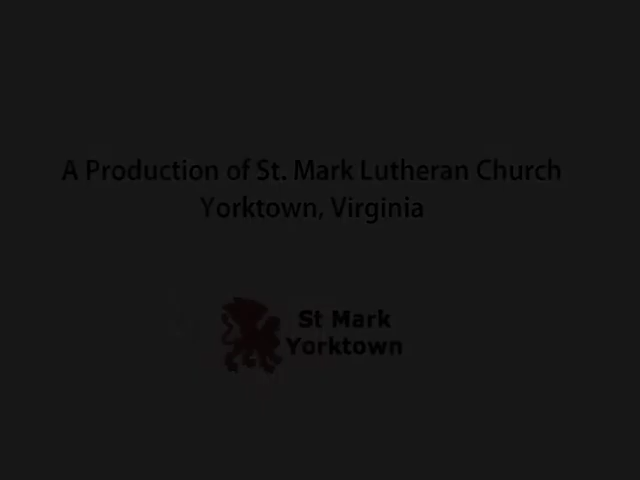 A Production of St. Mark Lutheran Church
Yorktown, Virginia
St Mark
Yorktown